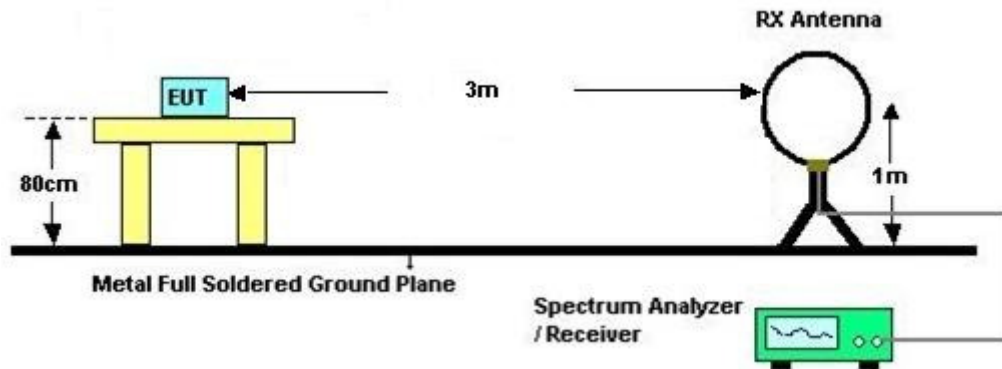 RX Antenna
EUT
3m
80cm
1m
Metal Full Soldered Ground Plane
Spectrum Analyzer
/ Receiver